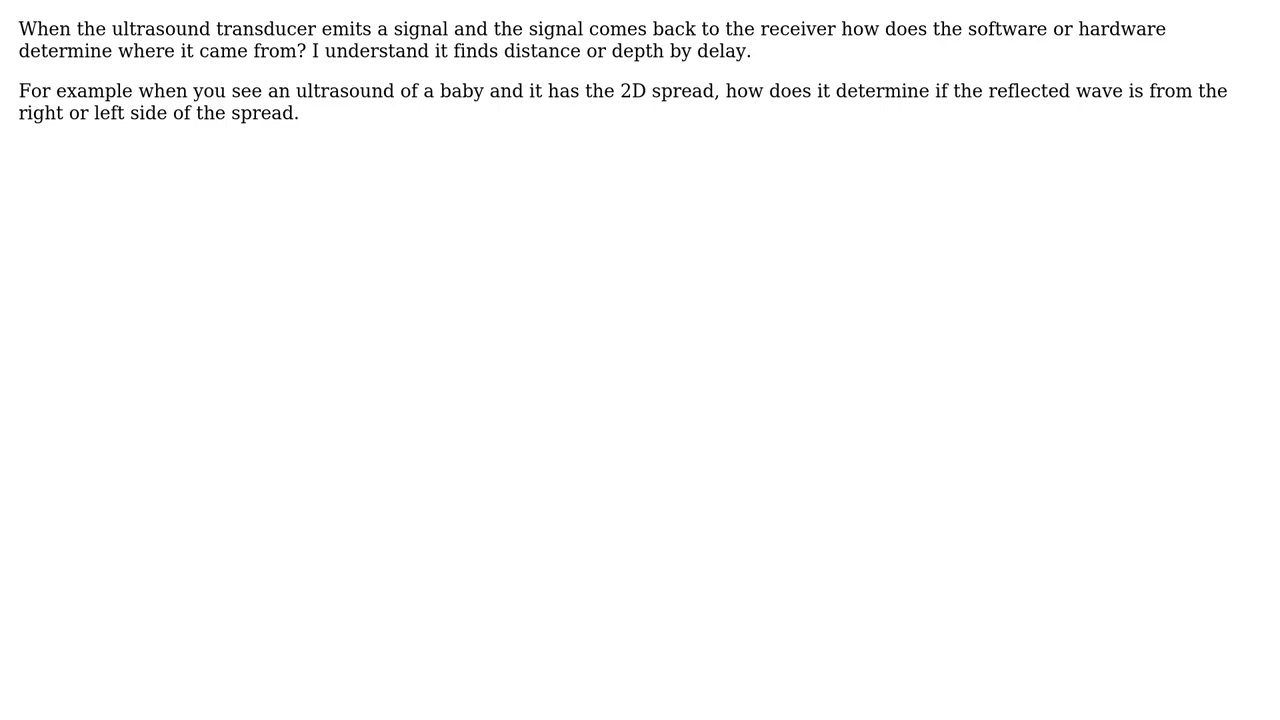 When the ultrasound transducer emits a signal and the signal comes back to the receiver how does the software or hardware
determine where it came from? I understand it finds distance or depth by delay.
For example when you see an ultrasound of a baby and it has the 2D spread, how does it determine if the reflected wave is from the
right or left side of the spread.